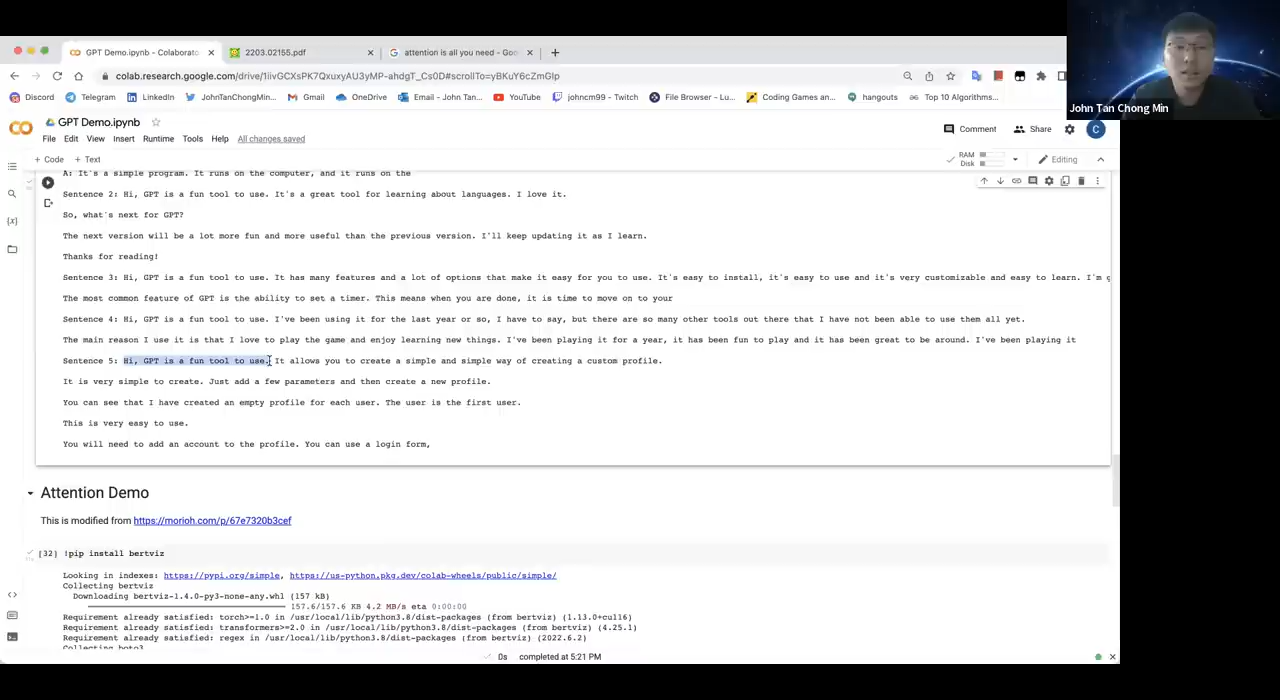 GPT Demo.ipynb - Colaborato
2203.02155.pdf
attention is all you need - Goo
colab.research.google.com/drive/1iivGCXsPK7QxuxyAU3yMP-ahdgT_Cs0D#scrollTo=yBKuY6cZmGlp
John Tan Chong Min
Discord
Telegram
LinkedIn
JohnTanChongMin...
Gmail
OneDrive
Email - John Tan...
YouTube
johncm99 - Twitch
File Browser - Lu...
Coding Games an...
hangouts
Top 10 Algorithms...
GPT Demo.ipynb
Comment
Share
C
File Edit View Insert Runtime Tools Help All changes saved
+ Code + Text
RAM
Disk
Editing
A: It's a simple program. It runs on the computer, and it runs on the
Sentence 2: Hi, GPT is a fun tool to use. It's a great tool for learning about languages. I love it.
So, what's next for GPT?
The next version will be a lot more fun and more useful than the previous version. I'll keep updating it as I learn.
Thanks for reading!
Sentence 3: Hi, GPT is a fun tool to use. It has many features and a lot of options that make it easy for you to use. It's easy to install, it's easy to use and it's very customizable and easy to learn. I'm g
The most common feature of GPT is the ability to set a timer. This means when you are done, it is time to move on to your
Sentence 4: Hi, GPT is a fun tool to use. I've been using it for the last year or so, I have to say, but there are so many other tools out there that I have not been able to use them all yet.
The main reason I use it is that I love to play the game and enjoy learning new things. I've been playing it for a year, it has been fun to play and it has been great to be around. I've been playing it
Sentence 5: Hi, GPT is a fun tool to use. It allows you to create a simple and simple way of creating a custom profile.
It is very simple to create. Just add a few parameters and then create a new profile.
You can see that I have created an empty profile for each user. The user is the first user.
This is very easy to use.
You will need to add an account to the profile. You can use a login form,
Attention Demo
This is modified from https://morioh.com/p/67e7320b3cef
[32] !pip install bertviz
Looking in indexes: https://pypi.org/simple, https://us-python.pkg.dev/colab-wheels/public/simple/
Collecting bertviz
Downloading bertviz-1.4.0-py3-none-any.whl (157 kB)
157.6/157.6 KB 4.2 MB/s eta 0:00:00
Requirement already satisfied: torch>=1.0 in /usr/local/lib/python3.8/dist-packages (from bertviz) (1.13.0+cu116)
Requirement already satisfied: transformers>=2.0 in /usr/local/lib/python3.8/dist-packages (from bertviz) (4.25.1)
Requirement already satisfied: regex in /usr/local/lib/python3.8/dist-packages (from bertviz) (2022.6.2)
Collecting boto3
0s completed at 5:21 PM